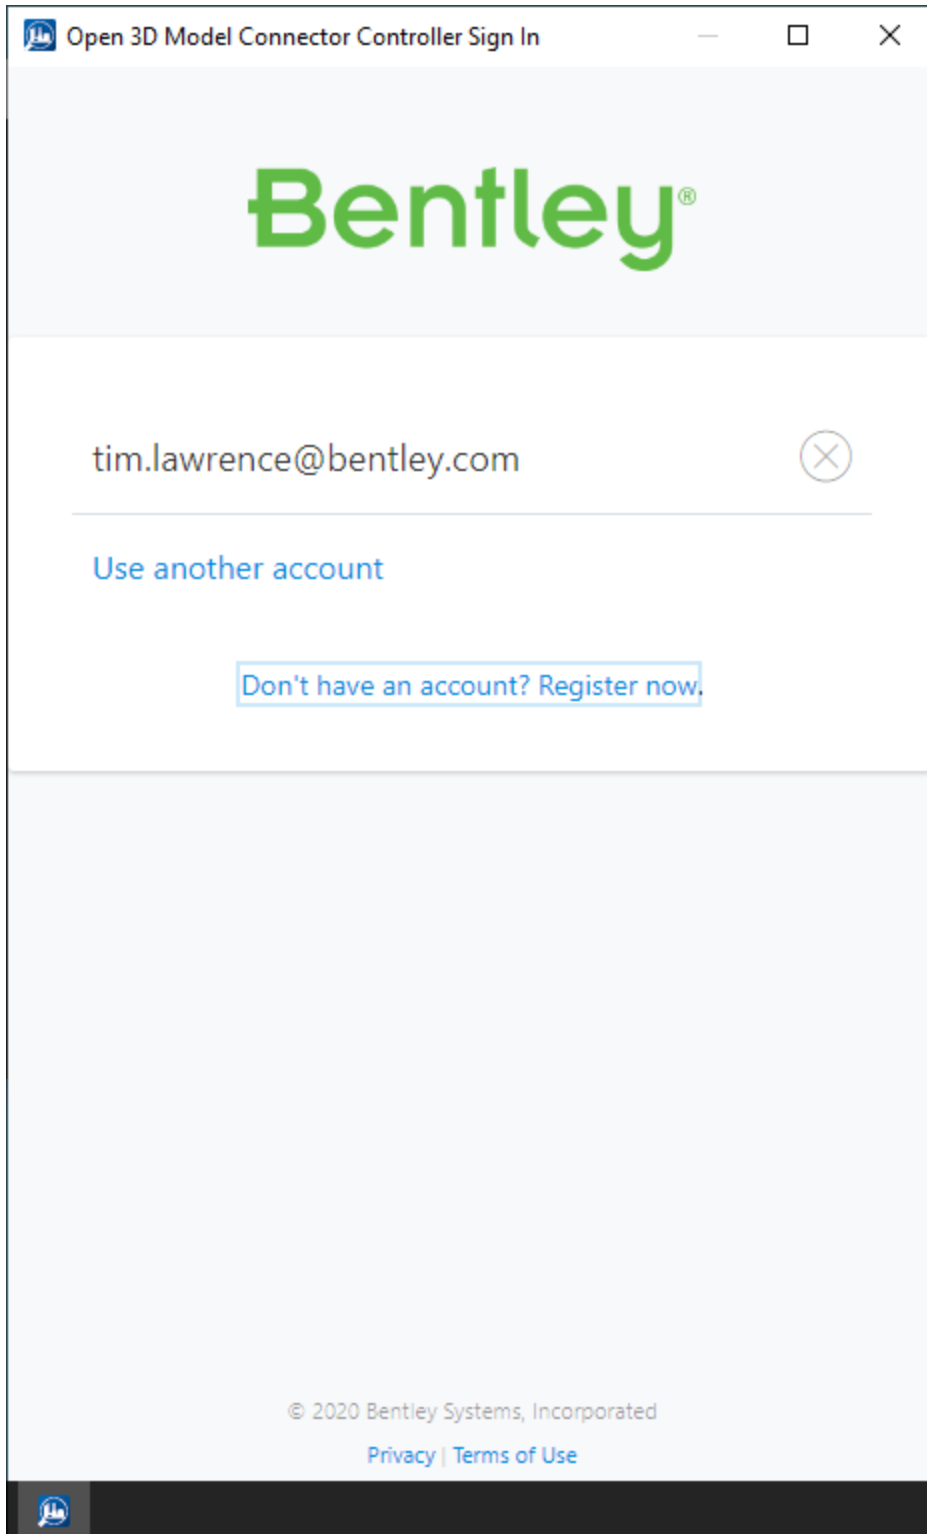 Open 3D Model Connector Controller Sign In
Bentley®
tim.lawrence@bentley.com
Use another account
Don't have an account? Register now.
© 2020 Bentley Systems, Incorporated
Privacy | Terms of Use